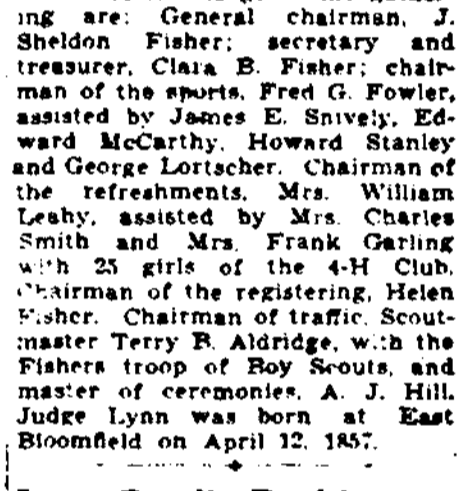 ing are: General chairman, J.
Sheldon Fisher; secretary and
treasurer, Clara B. Fisher; chair-
man of the sports, Fred G. Fowler,
assisted by James E. Snively, Ed-
ward McCarthy, Howard Stanley
and George Lortscher. Chairman of
the refreshments, Mrs. William
Leahy, assisted by Mrs. Charles
Smith and Mrs. Frank Garling
with 25 girls of the 4-H Club.
Chairman of the registering, Helen
Fisher. Chairman of traffic, Scout-
master Terry B. Aldridge, with the
Fishers troop of Boy Scouts, and
master of ceremonies, A. J. Hill.
Judge Lynn was born at East
Bloomfield on April 12, 1857.